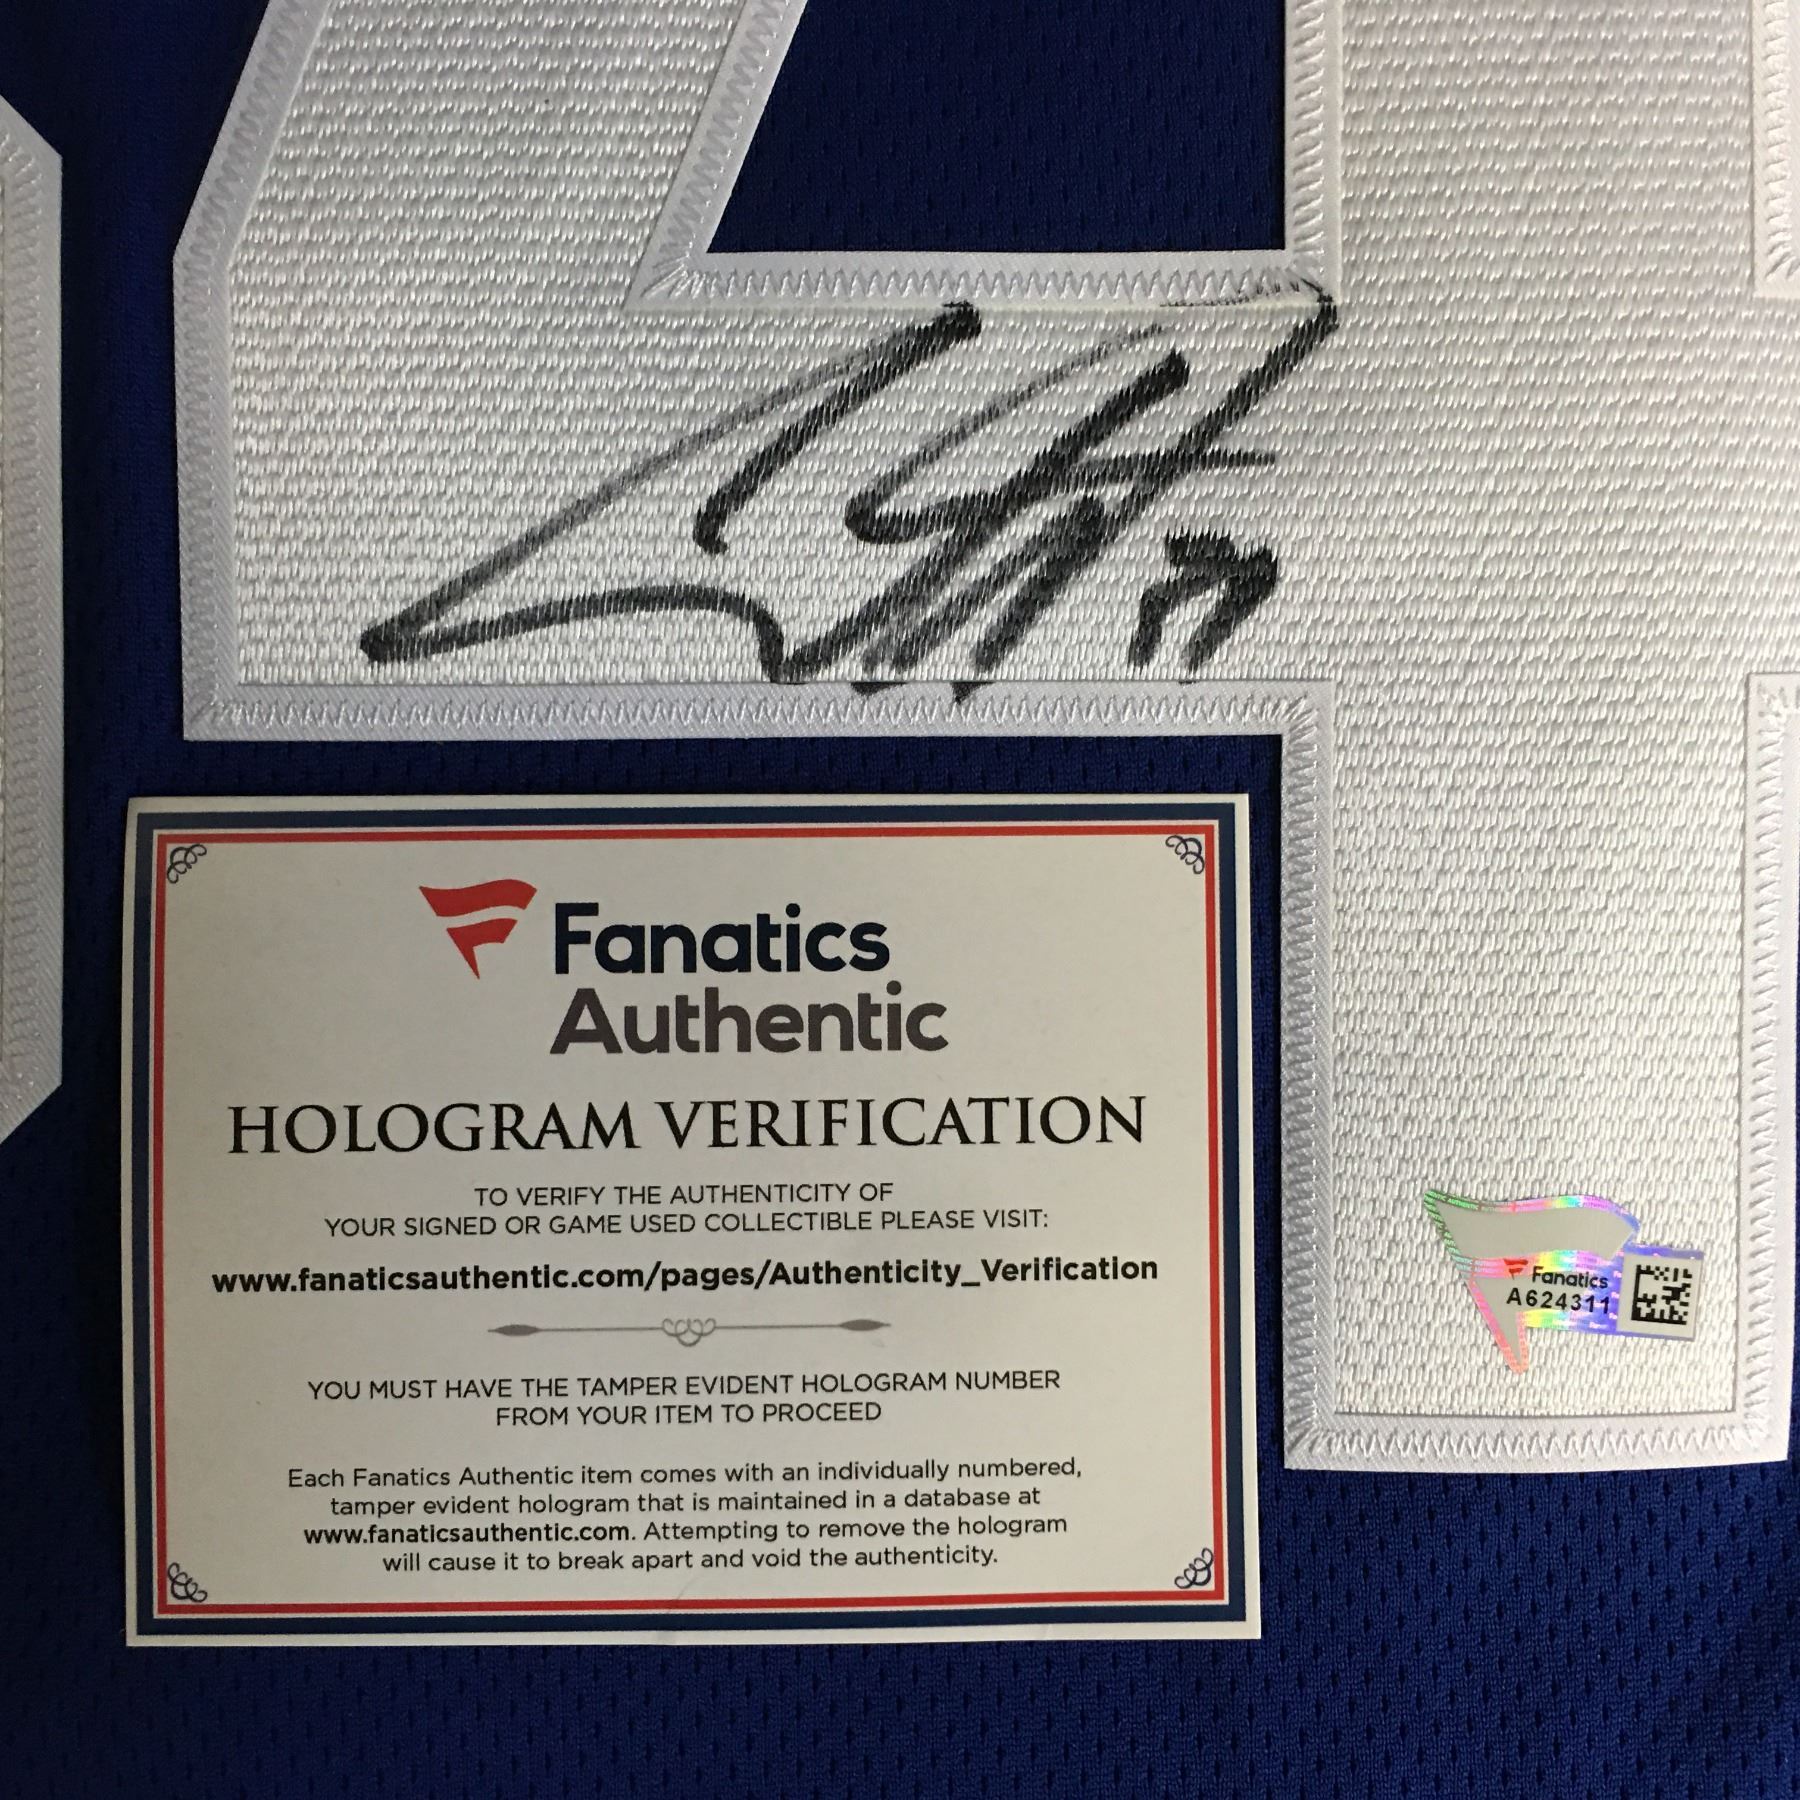 Fanatics
Authentic
HOLOGRAM VERIFICATION
TO VERIFY THE AUTHENTICITY OF
YOUR SIGNED OR GAME USED COLLECTIBLE PLEASE VISIT:
www.fanaticsauthentic.com/pages/Authenticity_Verification
YOU MUST HAVE THE TAMPER EVIDENT HOLOGRAM NUMBER
FROM YOUR ITEM TO PROCEED
Each Fanatics Authentic item comes with an individually numbered,
tamper evident hologram that is maintained in a database at
www.fanaticsauthentic.com. Attempting to remove the hologram
will cause it to break apart and void the authenticity.
Fanatics
A624311